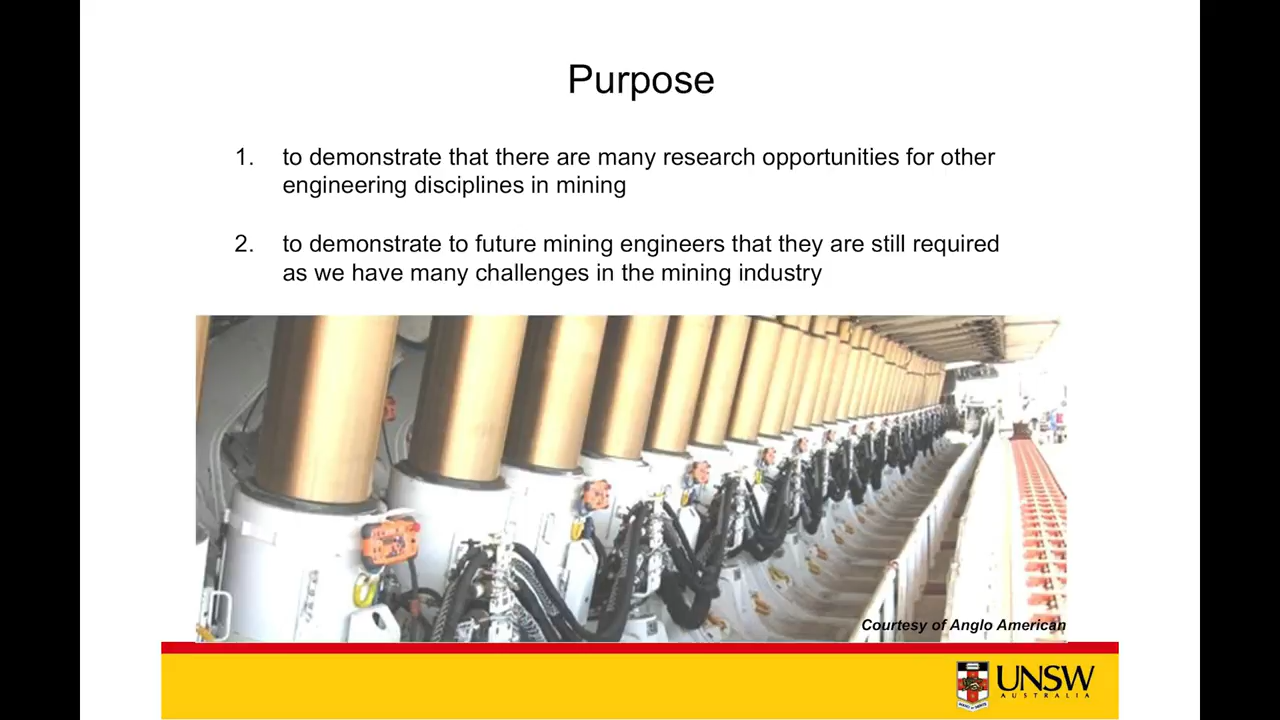 Purpose
1. to demonstrate that there are many research opportunities for other
engineering disciplines in mining
2. to demonstrate to future mining engineers that they are still required
as we have many challenges in the mining industry
Courtesy of Anglo American
UNSW
AUSTRALIA